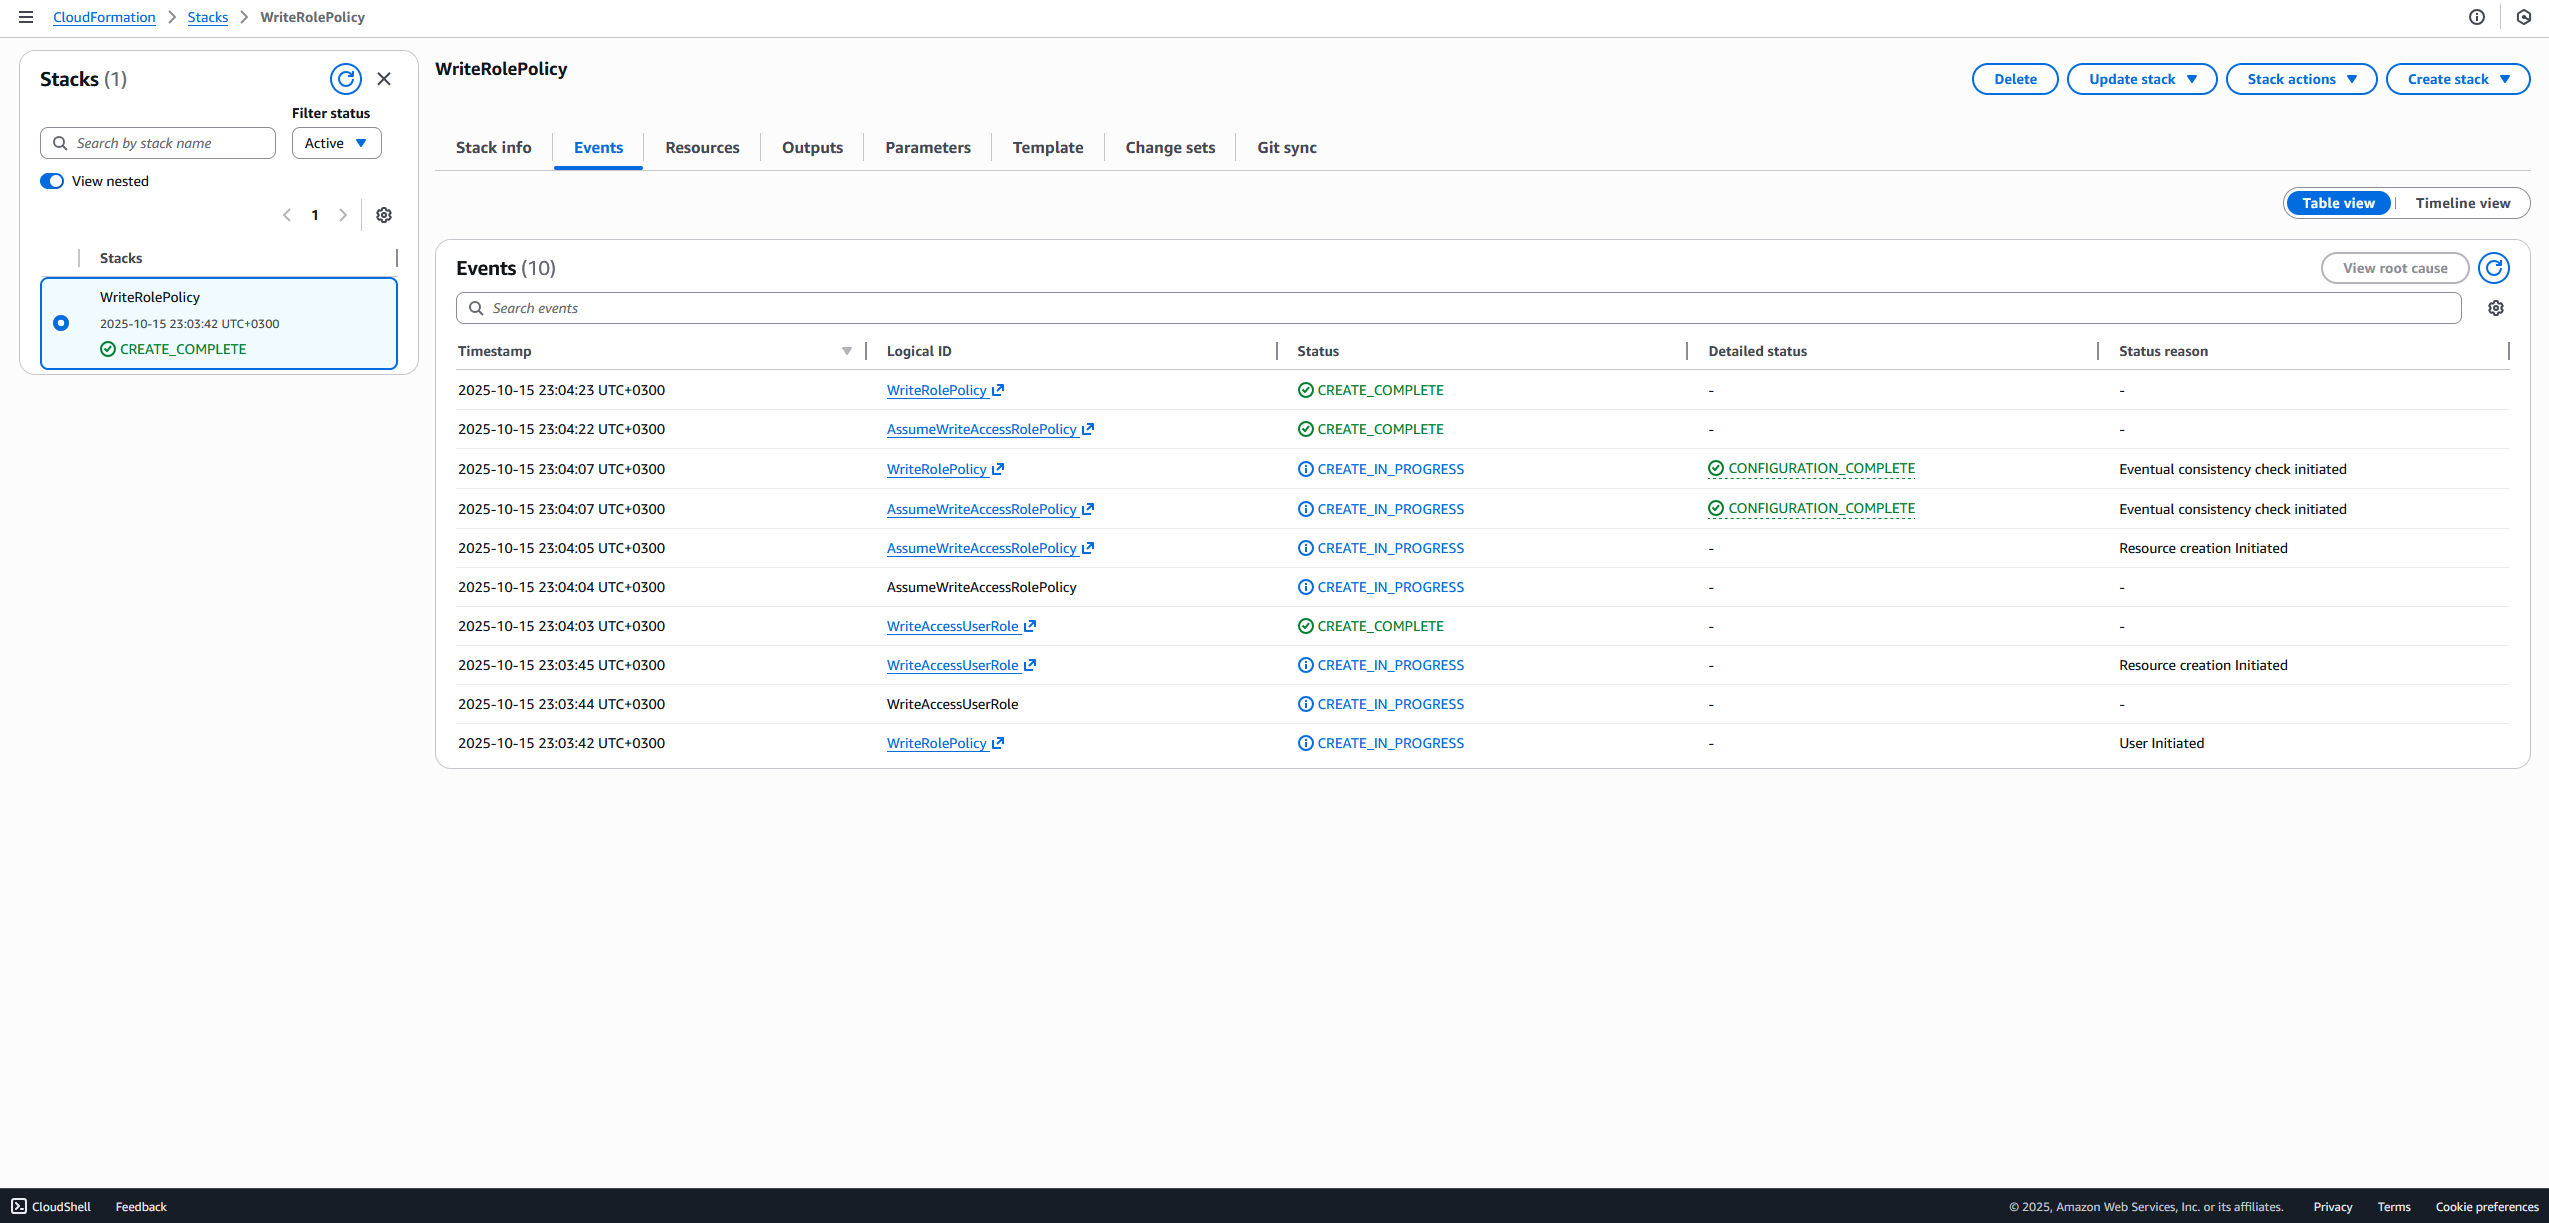 CloudFormation > Stacks > WriteRolePolicy
Stacks (1)
Filter status
Search by stack name
Active
View nested
1
Stacks
WriteRolePolicy
2025-10-15 23:03:42 UTC+0300
CREATE_COMPLETE
WriteRolePolicy
Delete Update stack Stack actions Create stack
Stack info Events Resources Outputs Parameters Template Change sets Git sync
Table view Timeline view
Events (10)
View root cause
Search events
Timestamp Logical ID Status Detailed status Status reason
2025-10-15 23:04:23 UTC+0300 WriteRolePolicy CREATE_COMPLETE - -
2025-10-15 23:04:22 UTC+0300 AssumeWriteAccessRolePolicy CREATE_COMPLETE - -
2025-10-15 23:04:07 UTC+0300 WriteRolePolicy CREATE_IN_PROGRESS CONFIGURATION_COMPLETE Eventual consistency check initiated
2025-10-15 23:04:07 UTC+0300 AssumeWriteAccessRolePolicy CREATE_IN_PROGRESS CONFIGURATION_COMPLETE Eventual consistency check initiated
2025-10-15 23:04:05 UTC+0300 AssumeWriteAccessRolePolicy CREATE_IN_PROGRESS - Resource creation Initiated
2025-10-15 23:04:04 UTC+0300 AssumeWriteAccessRolePolicy CREATE_IN_PROGRESS - -
2025-10-15 23:04:03 UTC+0300 WriteAccessUserRole CREATE_COMPLETE - -
2025-10-15 23:03:45 UTC+0300 WriteAccessUserRole CREATE_IN_PROGRESS - Resource creation Initiated
2025-10-15 23:03:44 UTC+0300 WriteAccessUserRole CREATE_IN_PROGRESS - -
2025-10-15 23:03:42 UTC+0300 WriteRolePolicy CREATE_IN_PROGRESS - User Initiated
CloudShell Feedback © 2025, Amazon Web Services, Inc. or its affiliates. Privacy Terms Cookie preferences